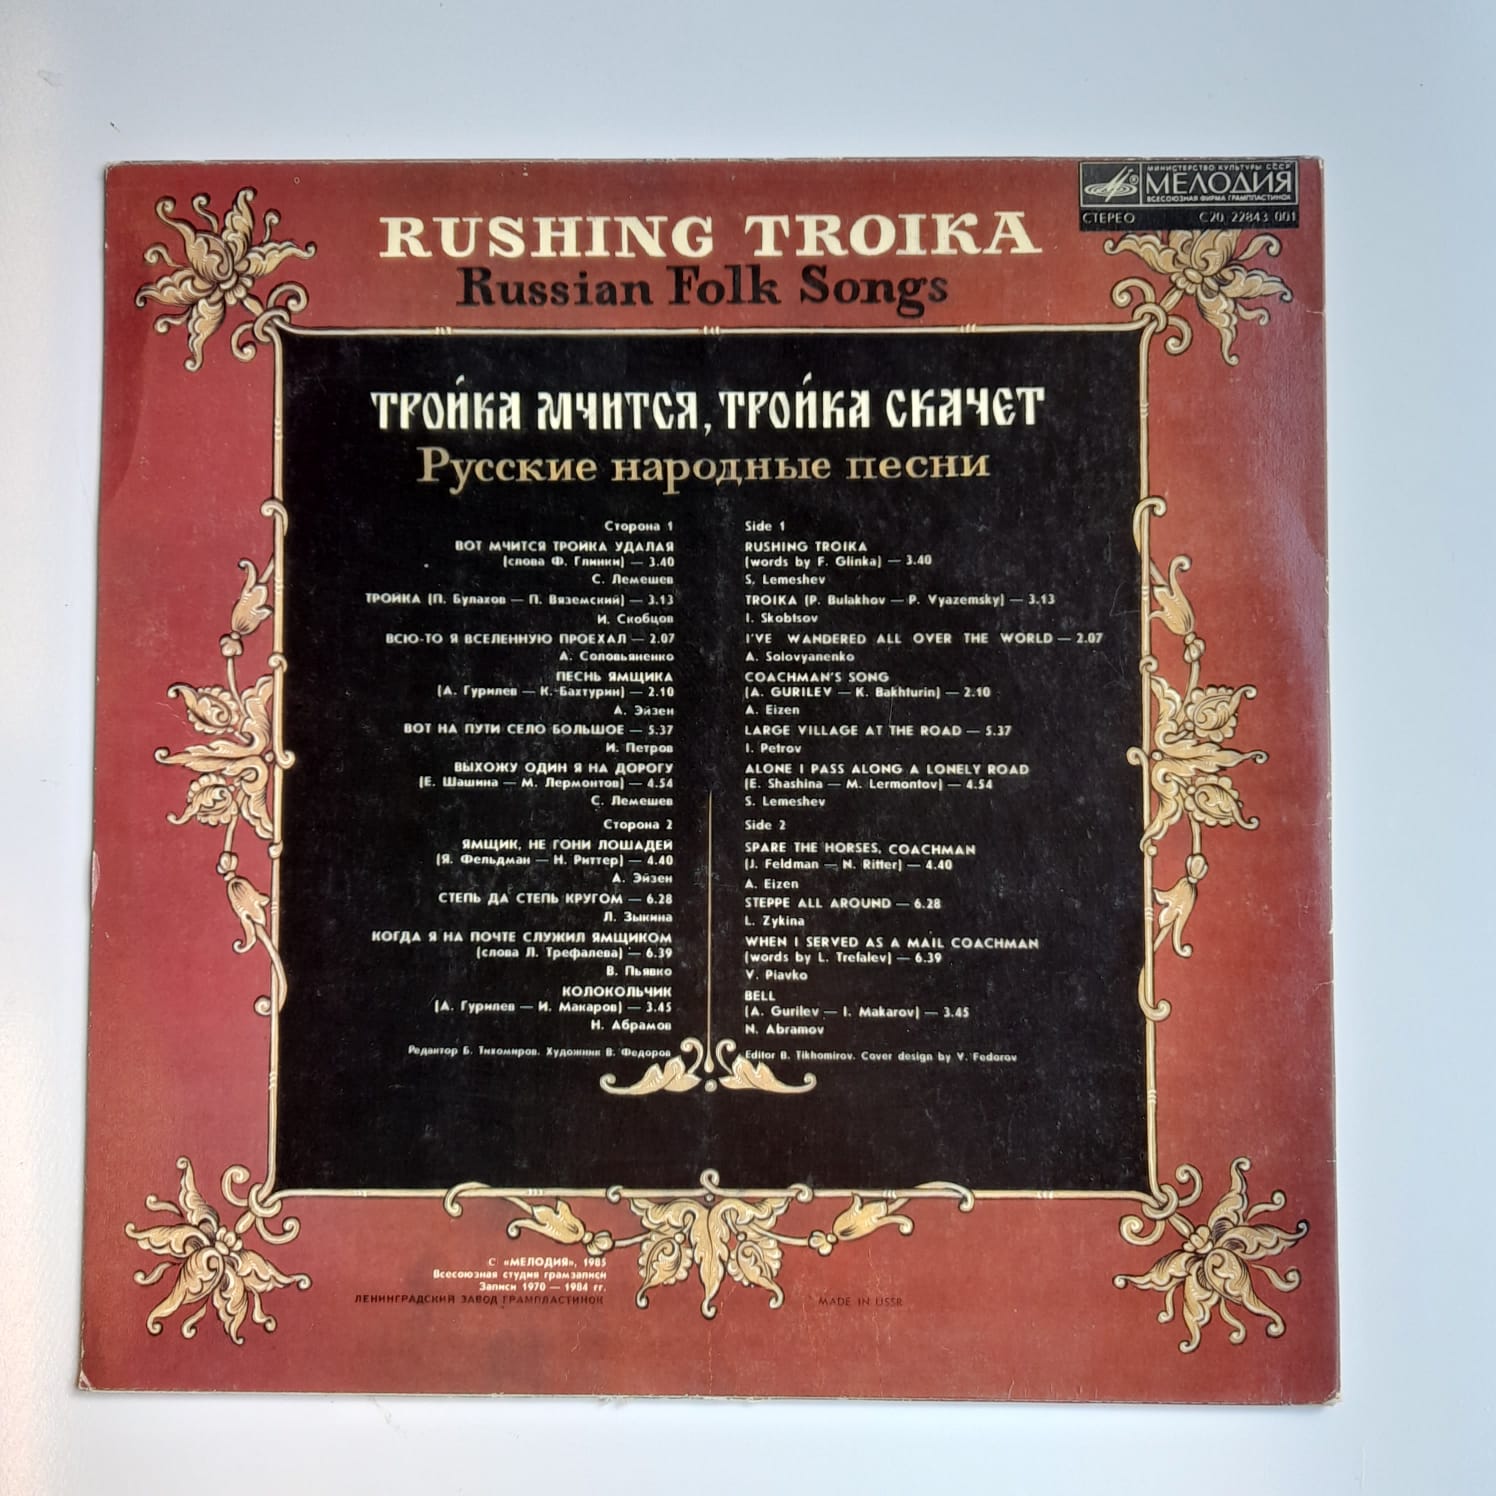 МИНИСТЕРСТВО КУЛЬТУРЫ СССР
МЕЛОДИЯ
ВСЕСОЮЗНАЯ ФИРМА ГРАМПЛАСТИНОК
СТЕРЕО С20 22843 001
RUSHING TROIKA
Russian Folk Songs
ТРОЙКА МЧИТСЯ, ТРОЙКА СКАЧЕТ
Русские народные песни
Сторона 1
ВОТ МЧИТСЯ ТРОЙКА УДАЛАЯ
(слова Ф. Глинки) — 3.40
С. Лемешев
ТРОЙКА (П. Булахов — П. Вяземский) — 3.13
И. Скобцов
ВСЮ-ТО Я ВСЕЛЕННУЮ ПРОЕХАЛ — 2.07
А. Соловьяненко
ПЕСНЬ ЯМЩИКА
(А. Гурилев — К. Бахтурин) — 2.10
А. Эйзен
ВОТ НА ПУТИ СЕЛО БОЛЬШОЕ — 5.37
И. Петров
ВЫХОЖУ ОДИН Я НА ДОРОГУ
(Е. Шашина — М. Лермонтов) — 4.54
С. Лемешев
Сторона 2
ЯМЩИК, НЕ ГОНИ ЛОШАДЕЙ
(Я. Фельдман — Н. Риттер) — 4.40
А. Эйзен
СТЕПЬ ДА СТЕПЬ КРУГОМ — 6.28
Л. Зыкина
КОГДА Я НА ПОЧТЕ СЛУЖИЛ ЯМЩИКОМ
(слова Л. Трефалева) — 6.39
В. Пьявко
КОЛОКОЛЬЧИК
(А. Гурилев — И. Макаров) — 3.45
Н. Абрамов
Редактор Б. Тихомиров. Художник В. Федоров
Side 1
RUSHING TROIKA
(words by F. Glinka) — 3.40
S. Lemeshev
TROIKA (P. Bulakhov — P. Vyazemsky) — 3.13
I. Skobtsov
I'VE WANDERED ALL OVER THE WORLD — 2.07
A. Solovyanenko
COACHMAN'S SONG
(A. GURILEV — K. Bakhturin) — 2.10
A. Eizen
LARGE VILLAGE AT THE ROAD — 5.37
I. Petrov
ALONE I PASS ALONG A LONELY ROAD
(E. Shashina — M. Lermontov) — 4.54
S. Lemeshev
Side 2
SPARE THE HORSES, COACHMAN
(J. Feldman — N. Ritter) — 4.40
A. Eizen
STEPPE ALL AROUND — 6.28
L. Zykina
WHEN I SERVED AS A MAIL COACHMAN
(words by L. Trefalev) — 6.39
V. Piavko
BELL
(A. Gurilev — I. Makarov) — 3.45
N. Abramov
Editor B. Tikhomirov. Cover design by V. Fedorov
С «МЕЛОДИЯ», 1985
Всесоюзная студия грамзаписи
Записи 1970 — 1984 гг.
ЛЕНИНГРАДСКИЙ ЗАВОД ГРАМПЛАСТИНОК
MADE IN USSR